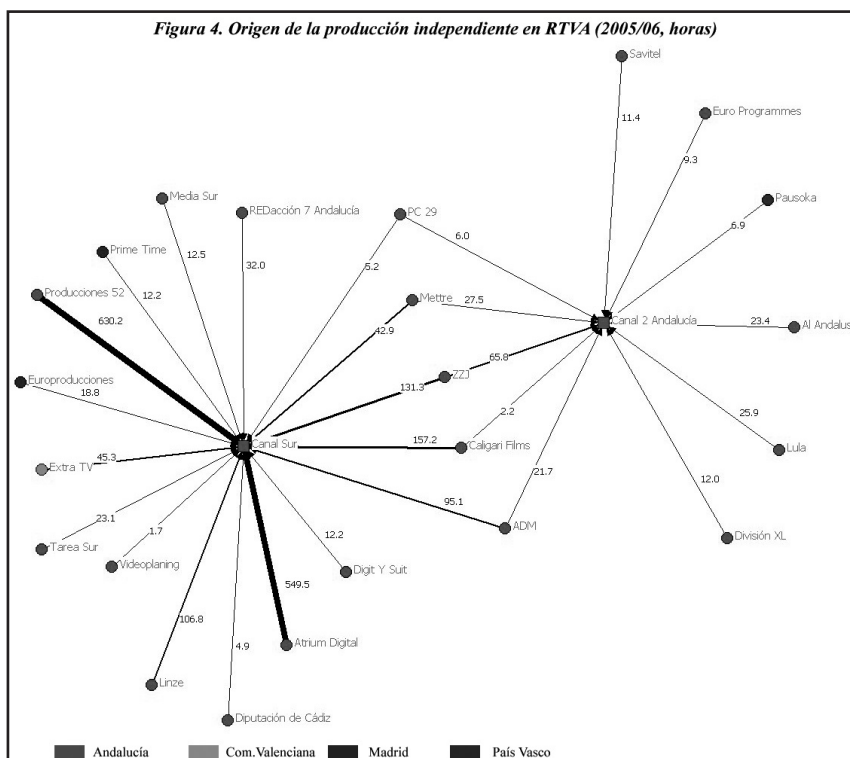 Figura 4. Origen de la producción independiente en RTVA (2005/06, horas)
Savitel
11.4
Euro Programmes
9.3
Pausoka
6.9
Media Sur
12.5
REDacción 7 Andalucía
32.0
PC 29
6.0
5.2
Prime Time
12.2
Producciones 52
630.2
Mettre
27.5
42.9
Canal 2 Andalucía
23.4
Al Andalus
ZZJ
65.8
131.3
Europroducciones
18.8
2.2
25.9
Canal Sur
157.2
Caligari Films
Lula
Extra TV
45.3
21.7
12.0
95.1
ADM
División XL
23.1
Tarea Sur
1.7
Videoplaning
12.2
Digit Y Suit
549.5
106.8
4.9
Atrium Digital
Linze
Diputación de Cádiz
Andalucía
Com.Valenciana
Madrid
País Vasco